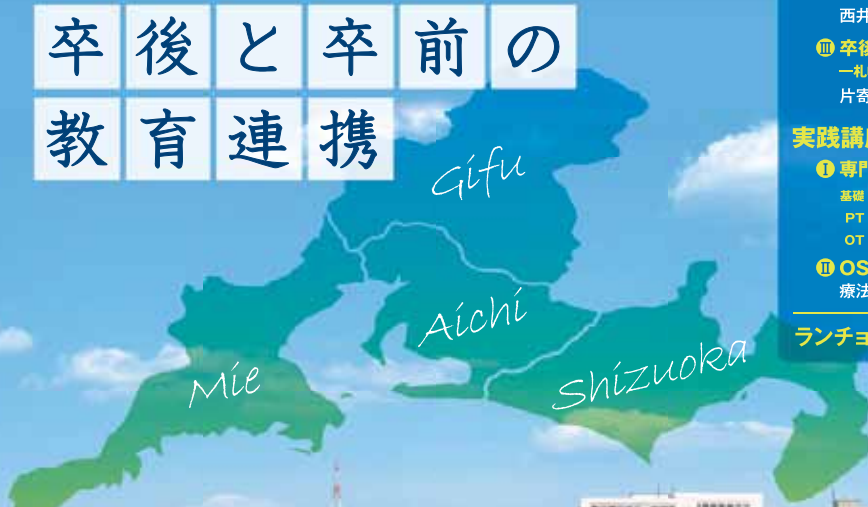 卒後と卒前の
教育連携
Gifu
Aichi
Mie
Shizuoka
西井
Ⅲ 卒後
―札
片寄
実践講
Ⅰ 専門
基礎
PT
OT
Ⅱ OS
療法
ランチョ